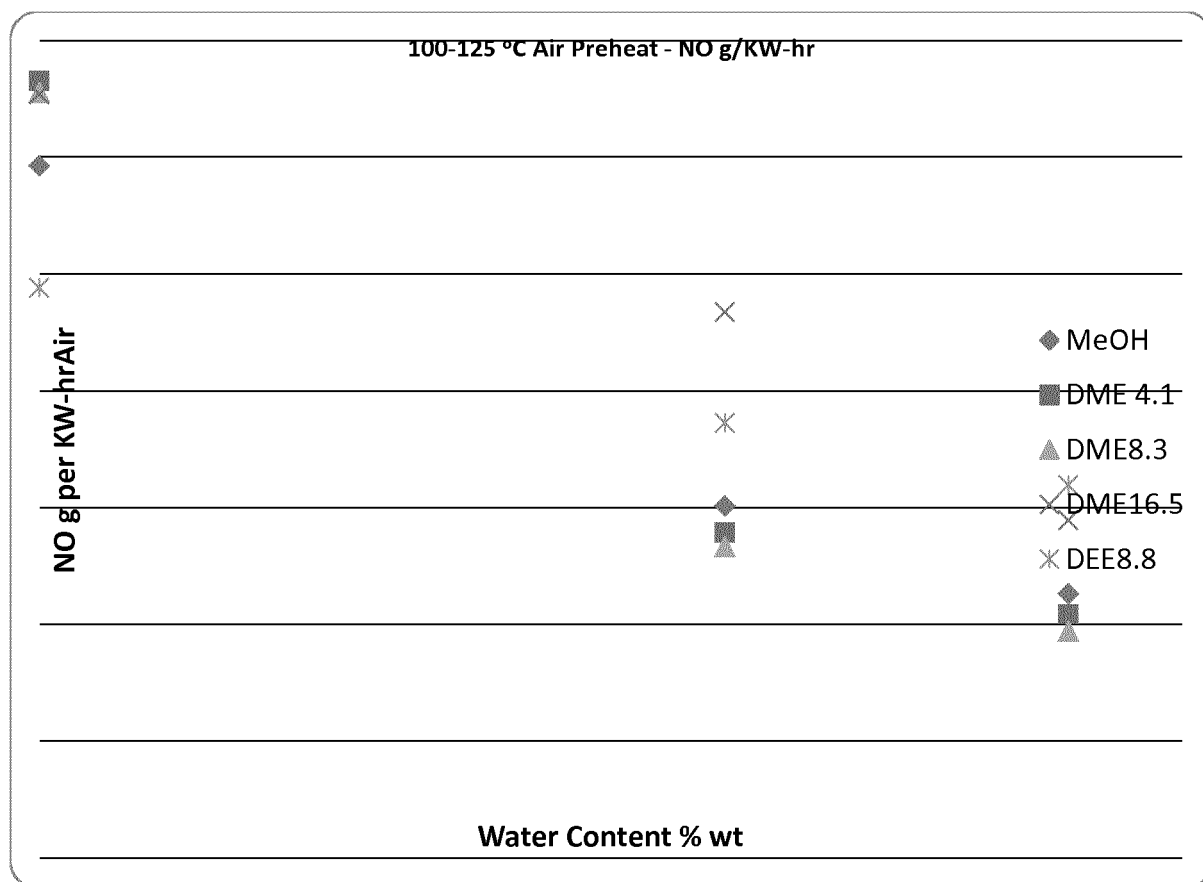 100-125 ºC Air Preheat - NO g/KW-hr
NO g per KW-hrAir
MeOH
DME 4.1
DME8.3
DME16.5
DEE8.8
Water Content % wt